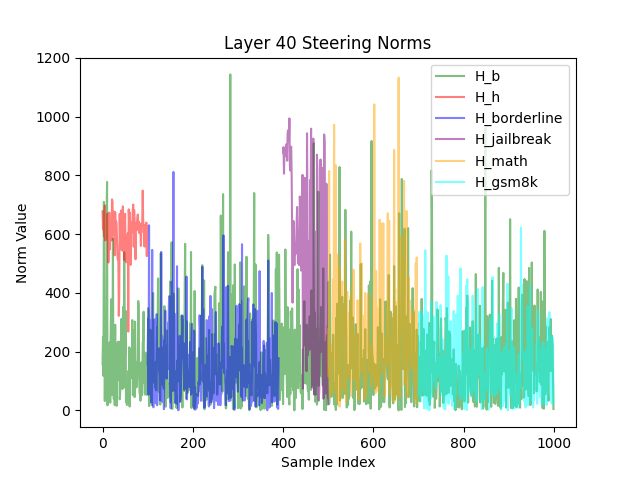 Layer 40 Steering Norms
1200
1000
800
600
400
200
0
Norm Value
H_b
H_h
H_borderline
H_jailbreak
H_math
H_gsm8k
0
200
400
600
800
1000
Sample Index